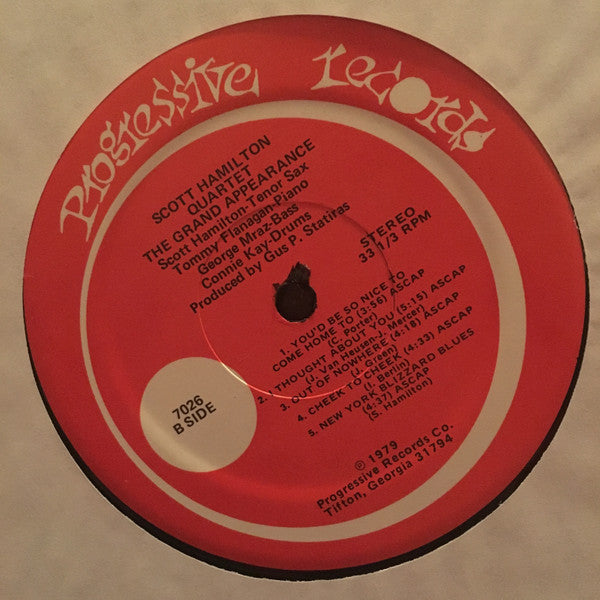 Progressive Records
SCOTT HAMILTON
QUARTET
THE GRAND APPEARANCE
Scott Hamilton-Tenor Sax
Tommy Flanagan-Piano
George Mraz-Bass
Connie Kay-Drums
Produced by Gus P. Statiras
STEREO
33 1/3 RPM
1. YOU'D BE SO NICE TO
COME HOME TO (3:56) ASCAP
(C. Porter)
2. I THOUGHT ABOUT YOU (5:15) ASCAP
(J. Van Heusen-J. Mercer)
3. OUT OF NOWHERE (4:18) ASCAP
(J. Green)
4. CHEEK TO CHEEK (4:33) ASCAP
(I. Berlin)
5. NEW YORK BLIZZARD BLUES
(4:37) ASCAP
(S. Hamilton)
7026
B SIDE
℗ 1979
Progressive Records Co.
Tifton, Georgia 31794